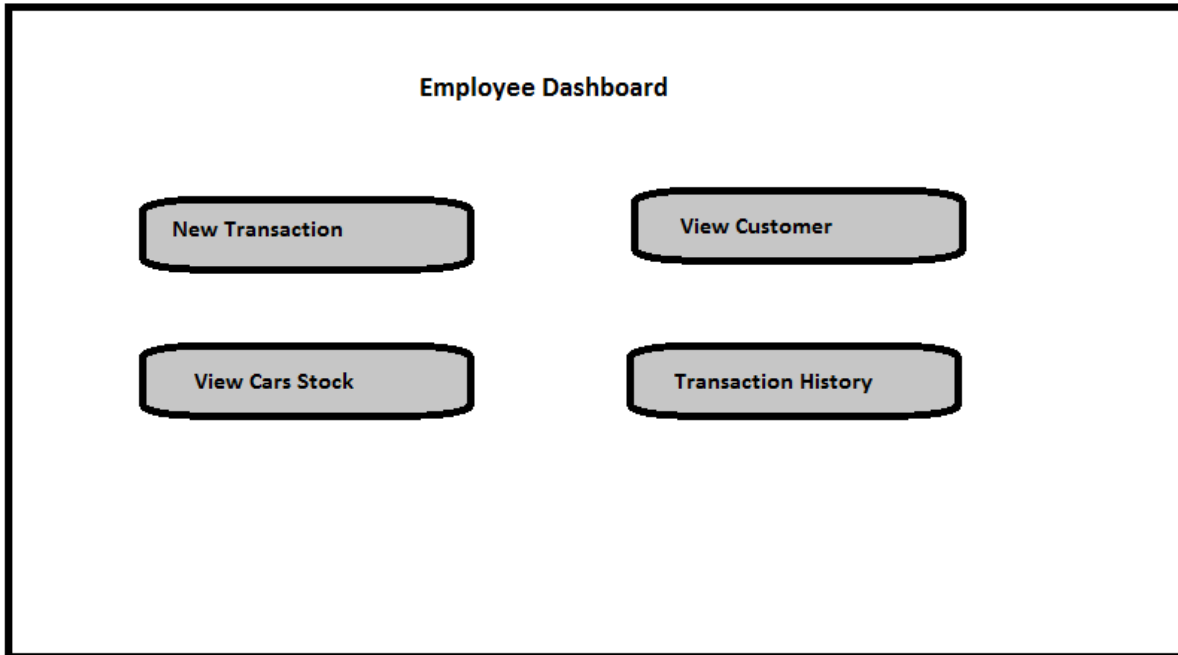 Employee Dashboard
New Transaction
View Customer
View Cars Stock
Transaction History